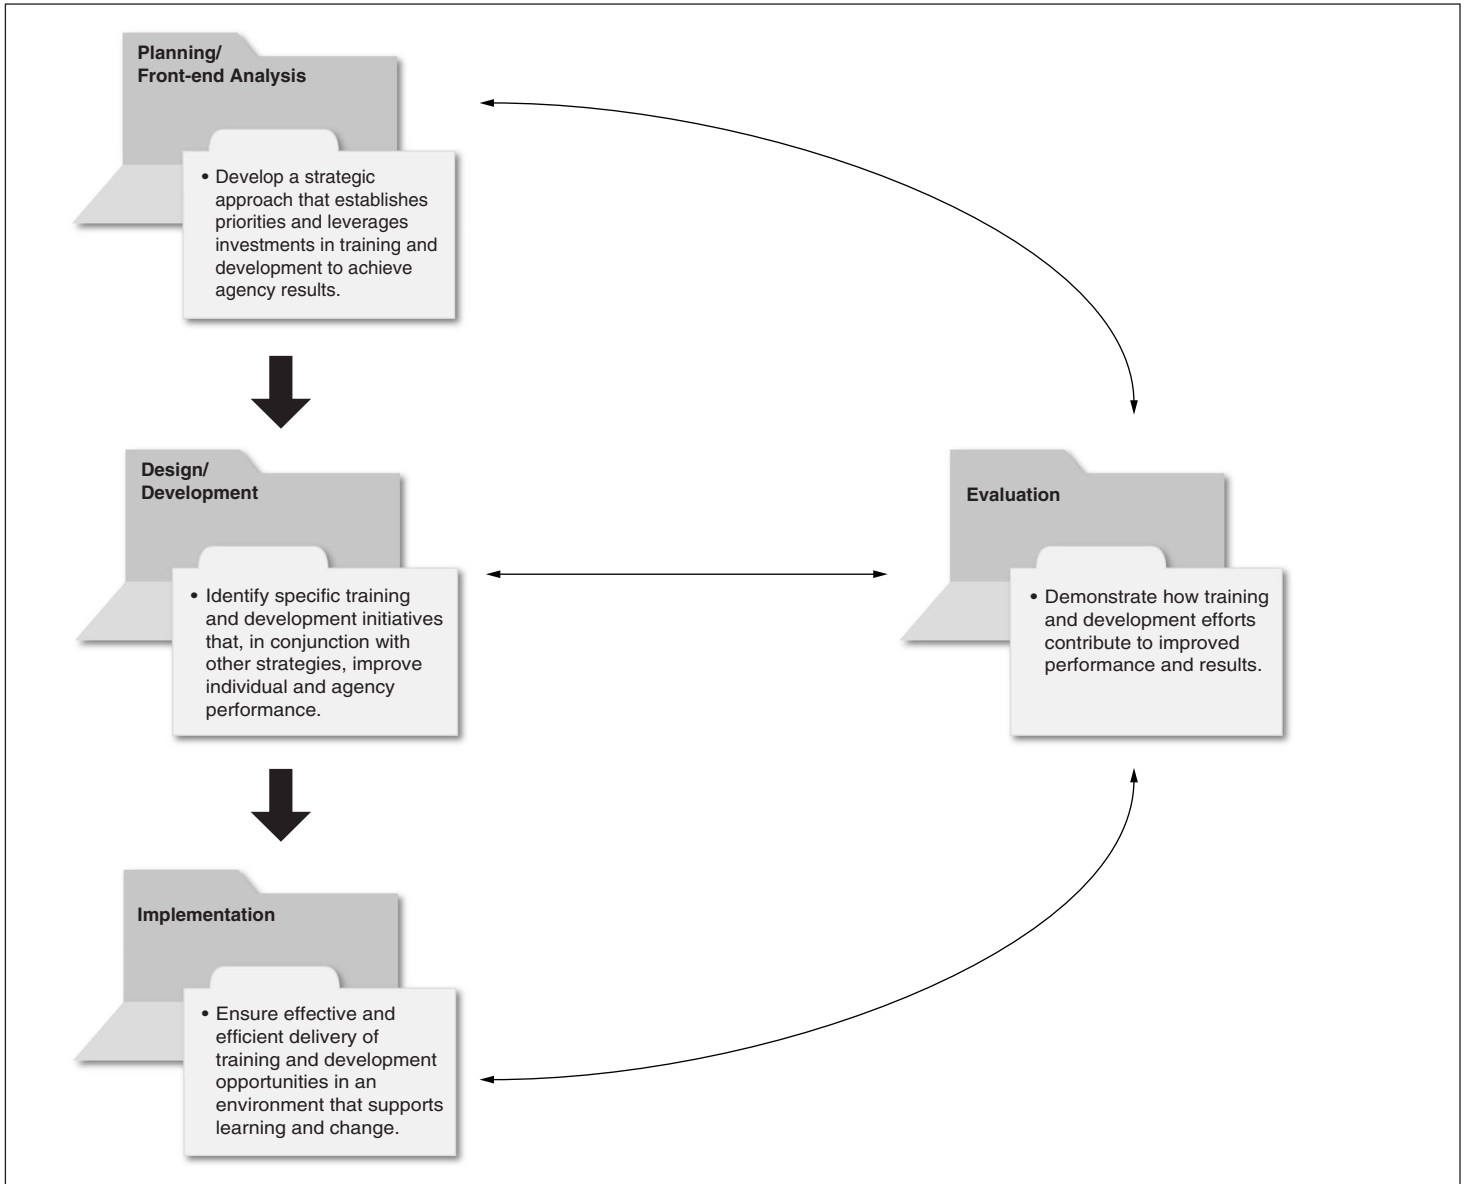 Planning/
Front-end Analysis
• Develop a strategic
approach that establishes
priorities and leverages
investments in training and
development to achieve
agency results.
Design/
Development
• Identify specific training
and development initiatives
that, in conjunction with
other strategies, improve
individual and agency
performance.
Evaluation
• Demonstrate how training
and development efforts
contribute to improved
performance and results.
Implementation
• Ensure effective and
efficient delivery of
training and development
opportunities in an
environment that supports
learning and change.